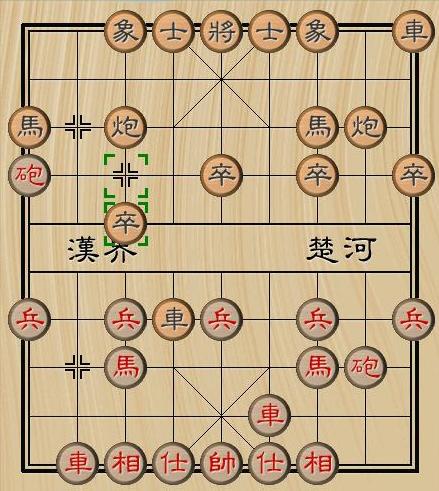 象士將士象車
馬炮馬炮
砲卒卒卒
卒
漢界 楚河
兵兵車兵兵兵
馬馬砲
車
車相仕帥仕相